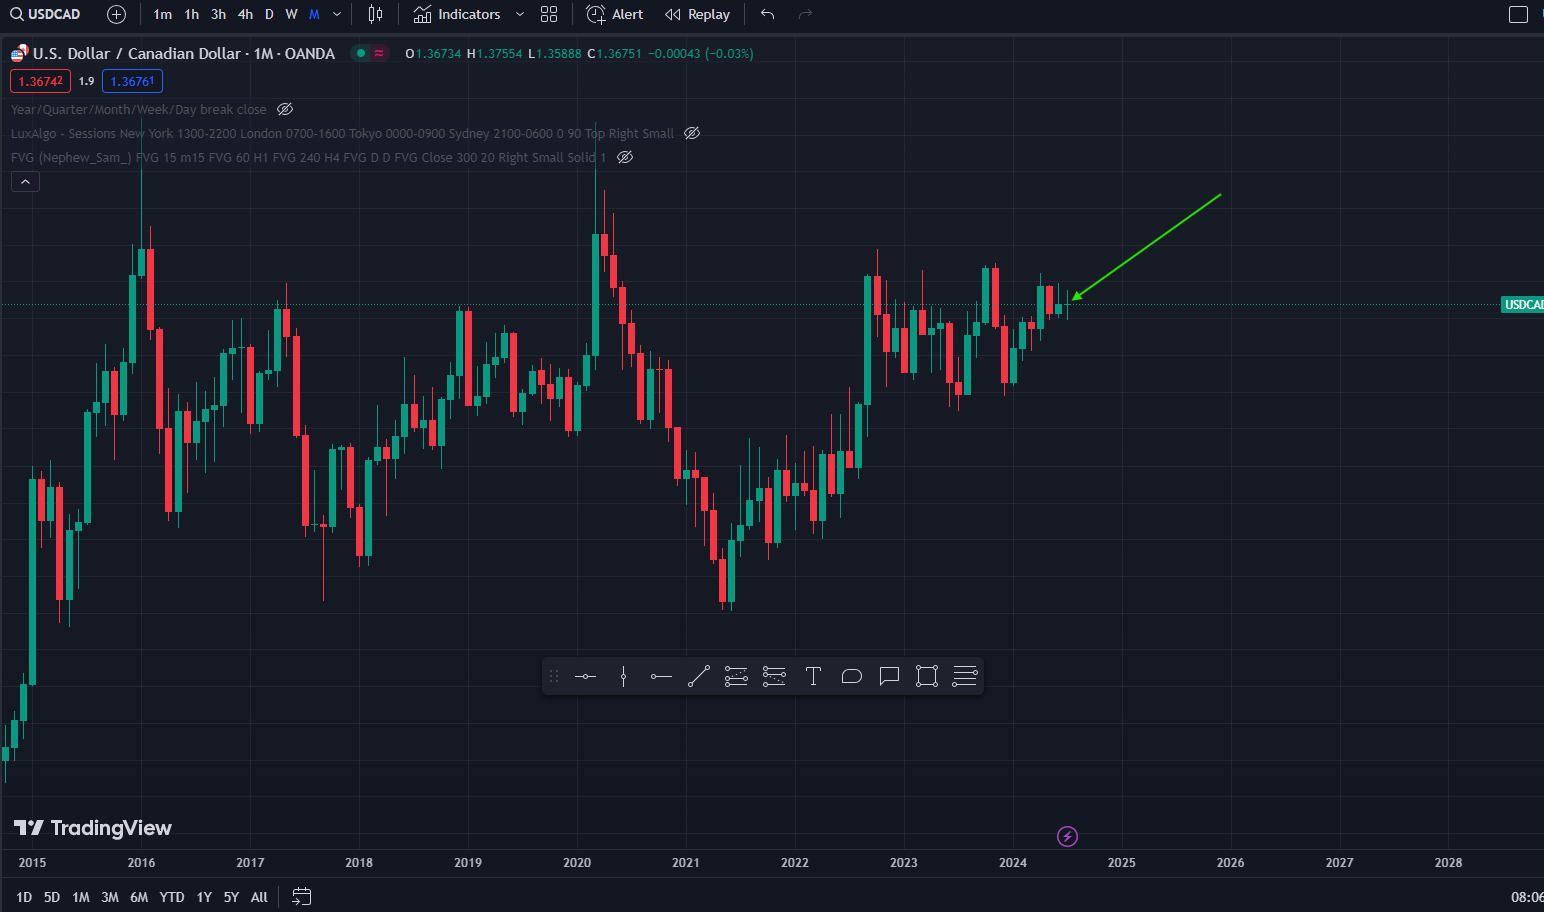 USDCAD 1m 1h 3h 4h D W M Indicators Alert Replay
U.S. Dollar / Canadian Dollar · 1M · OANDA O1.36734 H1.37554 L1.35888 C1.36751 −0.00043 (−0.03%)
1.36742 1.9 1.36761
Year/Quarter/Month/Week/Day break close
LuxAlgo - Sessions New York 1300-2200 London 0700-1600 Tokyo 0000-0900 Sydney 2100-0600 0 90 Top Right Small
FVG (Nephew_Sam_) FVG 15 m15 FVG 60 H1 FVG 240 H4 FVG D D FVG Close 300 20 Right Small Solid 1
USDCAD
T
TradingView
2015 2016 2017 2018 2019 2020 2021 2022 2023 2024 2025 2026 2027 2028
1D 5D 1M 3M 6M YTD 1Y 5Y All 08:06